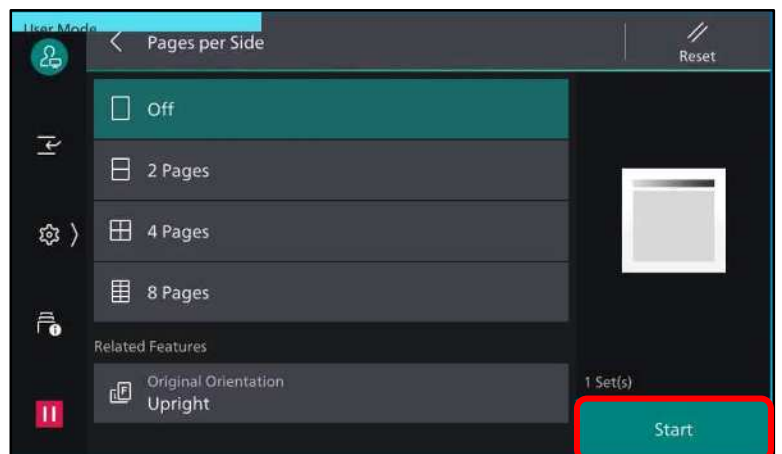 User Mode
Pages per Side
Reset
Off
2 Pages
4 Pages
8 Pages
Related Features
Original Orientation
Upright
1 Set(s)
Start